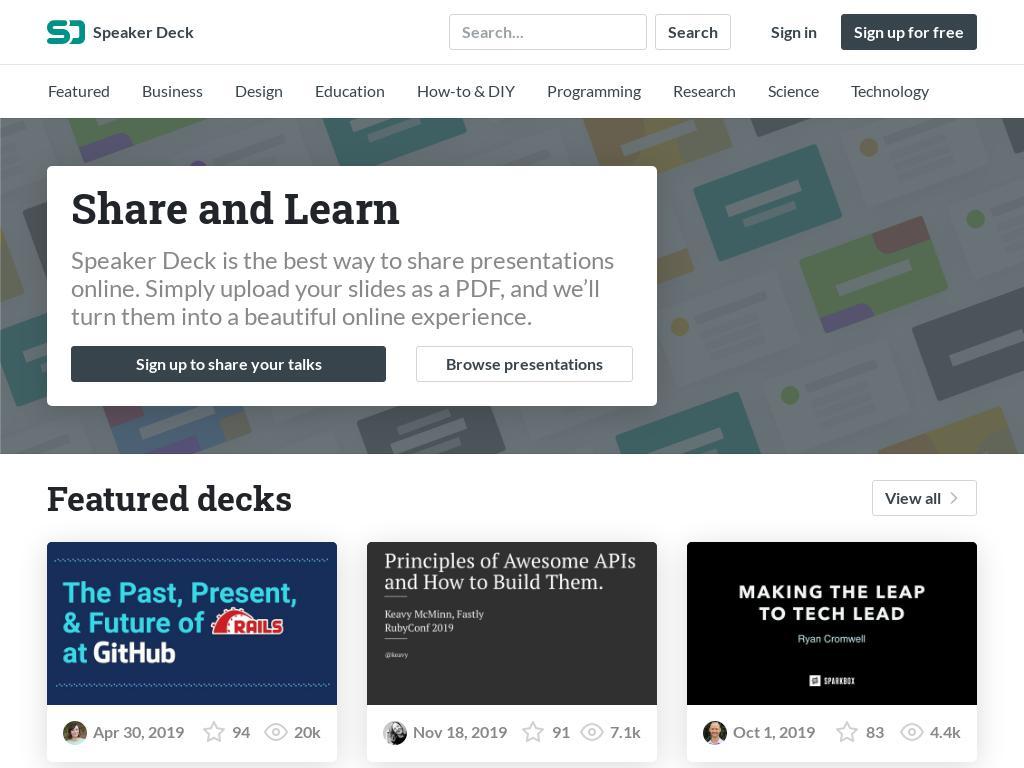 Speaker Deck
Search...
Search
Sign in
Sign up for free
Featured
Business
Design
Education
How-to & DIY
Programming
Research
Science
Technology
Share and Learn
Speaker Deck is the best way to share presentations
online. Simply upload your slides as a PDF, and we’ll
turn them into a beautiful online experience.
Sign up to share your talks
Browse presentations
Featured decks
View all
The Past, Present,
& Future of RAILS
at GitHub
Apr 30, 2019
94
20k
Principles of Awesome APIs
and How to Build Them.
Keavy McMinn, Fastly
RubyConf 2019
@keavy
Nov 18, 2019
91
7.1k
MAKING THE LEAP
TO TECH LEAD
Ryan Cromwell
SPARKBOX
Oct 1, 2019
83
4.4k